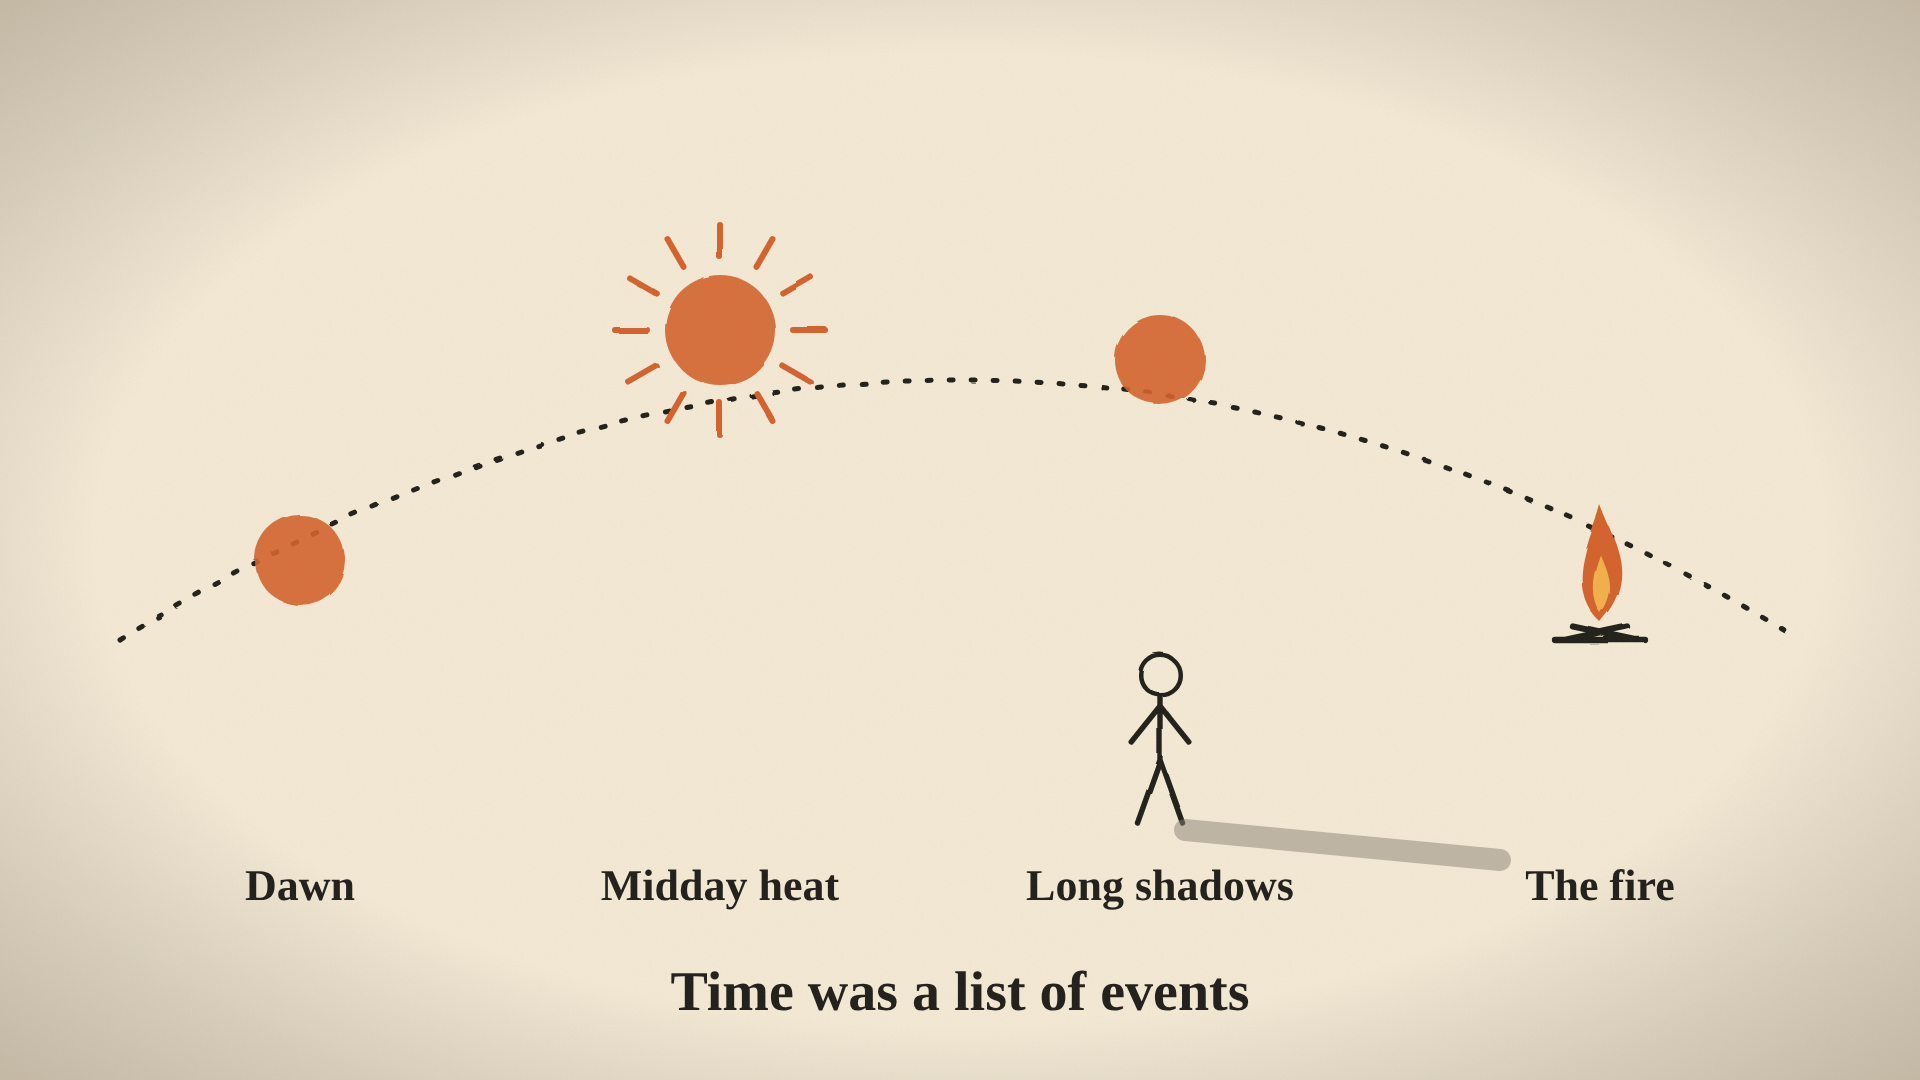 Dawn
Midday heat
Long shadows
The fire
Time was a list of events